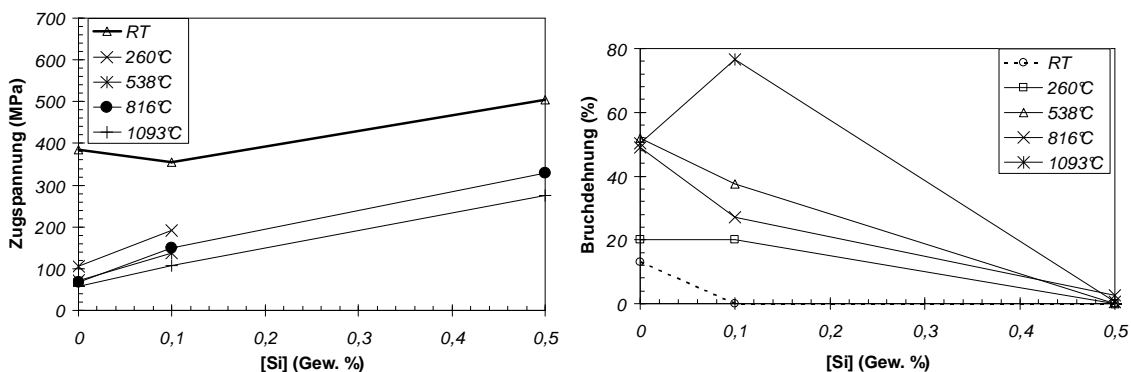 Zugspannung (MPa)
700
600
500
400
300
200
100
0
RT
260°C
538°C
816°C
1093°C
0
0,1
0,2
0,3
0,4
0,5
[Si] (Gew. %)
Bruchdehnung (%)
80
60
40
20
0
RT
260°C
538°C
816°C
1093°C
0
0,1
0,2
0,3
0,4
0,5
[Si] (Gew. %)